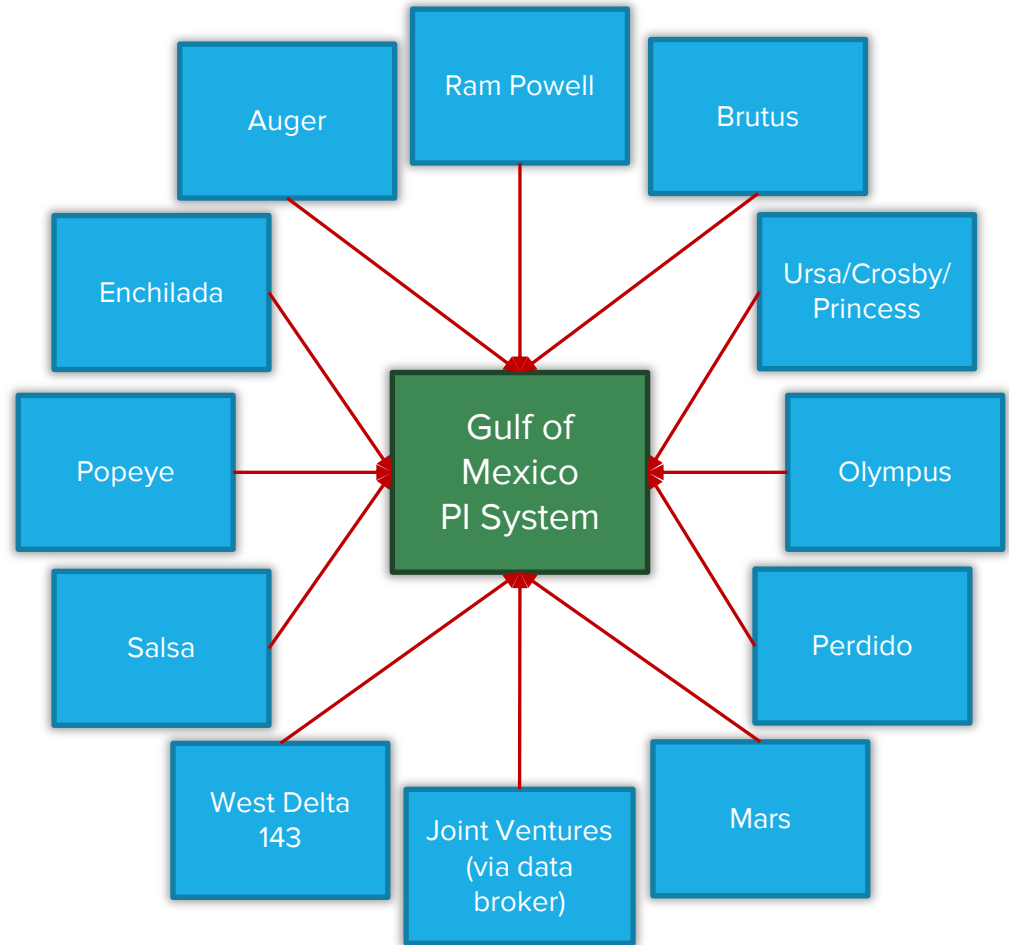 Ram Powell
Auger
Brutus
Enchilada
Ursa/Crosby/
Princess
Popeye
Gulf of
Mexico
PI System
Olympus
Salsa
Perdido
West Delta
143
Joint Ventures
(via data
broker)
Mars